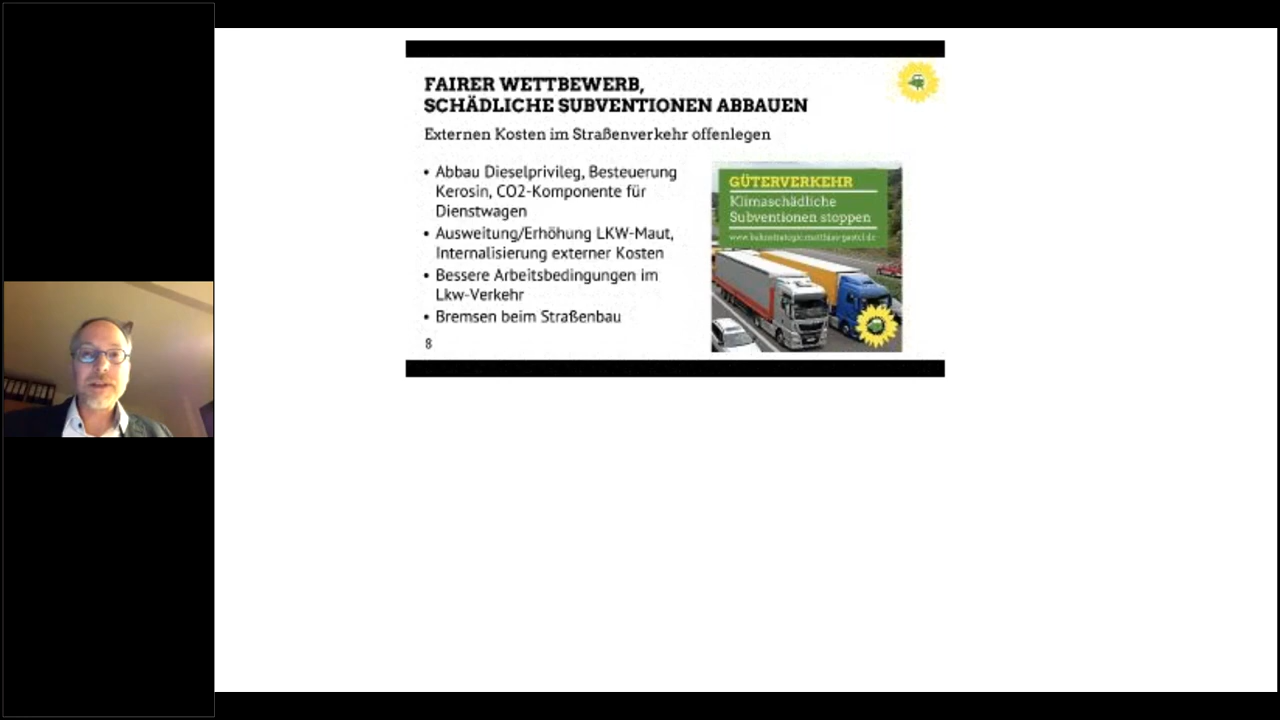 FAIRER WETTBEWERB,
SCHÄDLICHE SUBVENTIONEN ABBAUEN
Externen Kosten im Straßenverkehr offenlegen
• Abbau Dieselprivileg, Besteuerung
Kerosin, CO2-Komponente für
Dienstwagen
• Ausweitung/Erhöhung LKW-Maut,
Internalisierung externer Kosten
• Bessere Arbeitsbedingungen im
Lkw-Verkehr
• Bremsen beim Straßenbau
8
GÜTERVERKEHR
Klimaschädliche
Subventionen stoppen